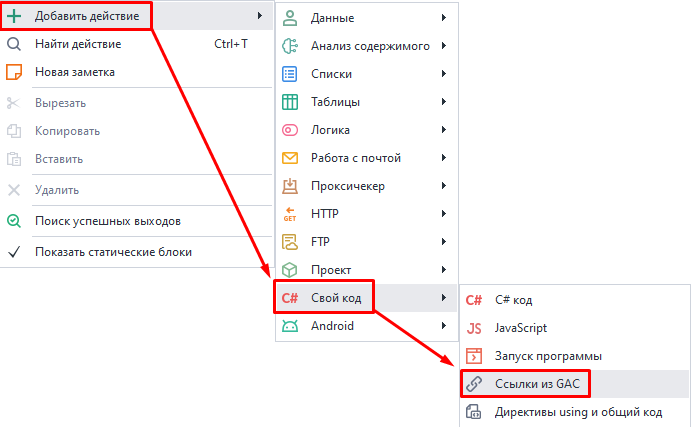 Добавить действие
Найти действие Ctrl+T
Новая заметка
Вырезать
Копировать
Вставить
Удалить
Поиск успешных выходов
Показать статические блоки
Данные
Анализ содержимого
Списки
Таблицы
Логика
Работа с почтой
Проксичекер
GET HTTP
FTP
Проект
C# Свой код
Android
C# C# код
JS JavaScript
Запуск программы
Ссылки из GAC
Директивы using и общий код